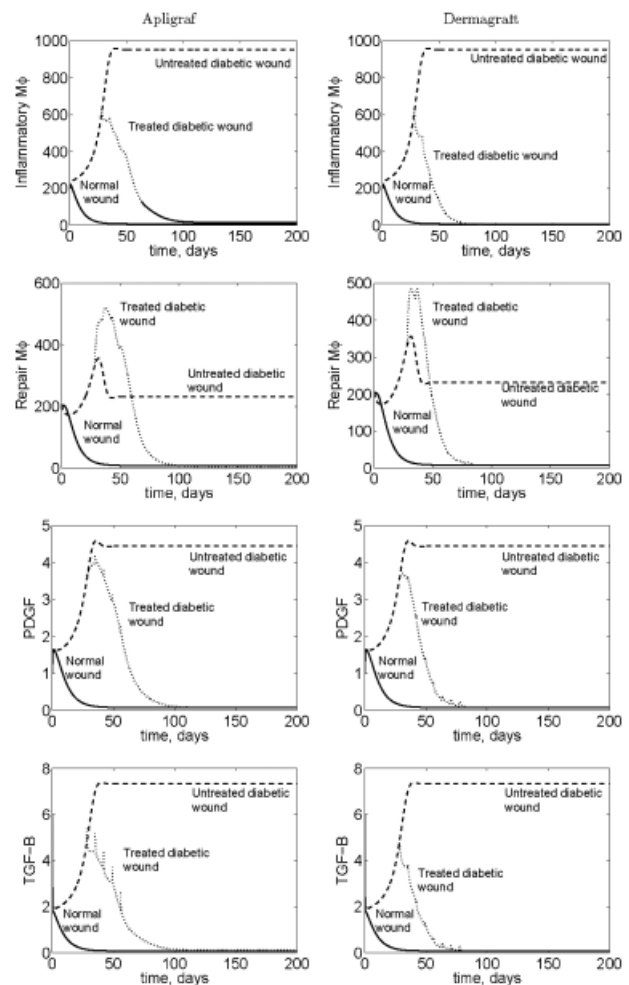 Apligraf
Dermagraft
Inflammatory Mϕ
1000
800
600
400
200
0
Untreated diabetic wound
Treated diabetic wound
Normal
wound
0 50 100 150 200
time, days
Inflammatory Mϕ
1000
800
600
400
200
0
Untreated diabetic wound
Treated diabetic wound
Normal
wound
0 50 100 150 200
time, days
Repair Mϕ
600
400
200
0
Treated diabetic
wound
Untreated diabetic
wound
Normal
wound
0 50 100 150 200
time, days
Repair Mϕ
500
400
300
200
100
0
Treated diabetic
wound
Untreated diabetic
wound
Normal
wound
0 50 100 150 200
time, days
PDGF
5
4
3
2
1
0
Untreated diabetic
wound
Treated diabetic
wound
Normal
wound
0 50 100 150 200
time, days
PDGF
5
4
3
2
1
0
Untreated diabetic
wound
Treated diabetic
wound
Normal
wound
0 50 100 150 200
time, days
TGF-B
8
6
4
2
0
Untreated diabetic
wound
Treated diabetic
wound
Normal
wound
0 50 100 150 200
time, days
TGF-B
8
6
4
2
0
Untreated diabetic
wound
Treated diabetic
wound
Normal
wound
0 50 100 150 200
time, days